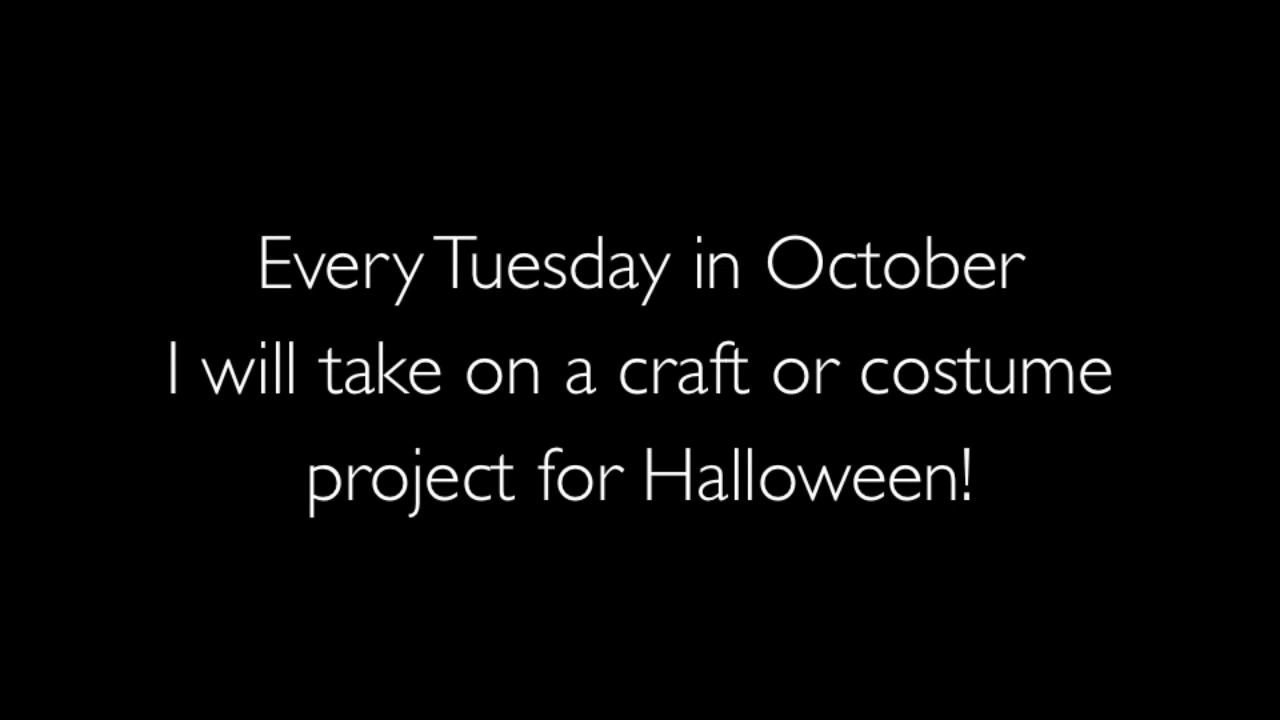 Every Tuesday in October
I will take on a craft or costume
project for Halloween!